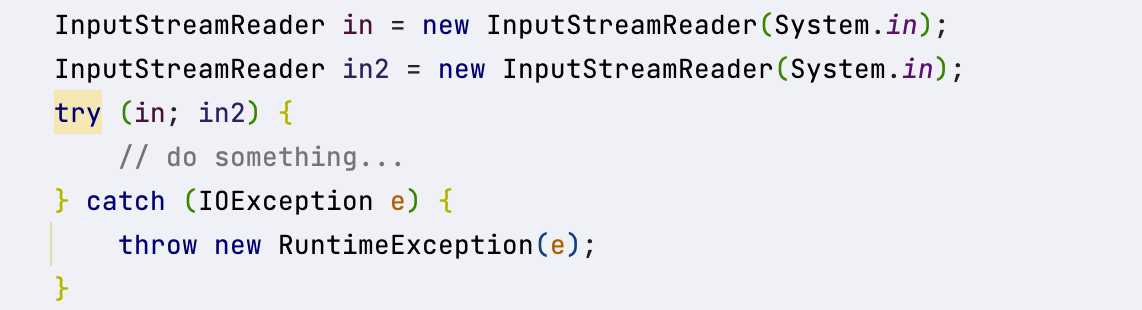 InputStreamReader in = new InputStreamReader(System.in);
InputStreamReader in2 = new InputStreamReader(System.in);
try (in; in2) {
    // do something...
} catch (IOException e) {
    throw new RuntimeException(e);
}